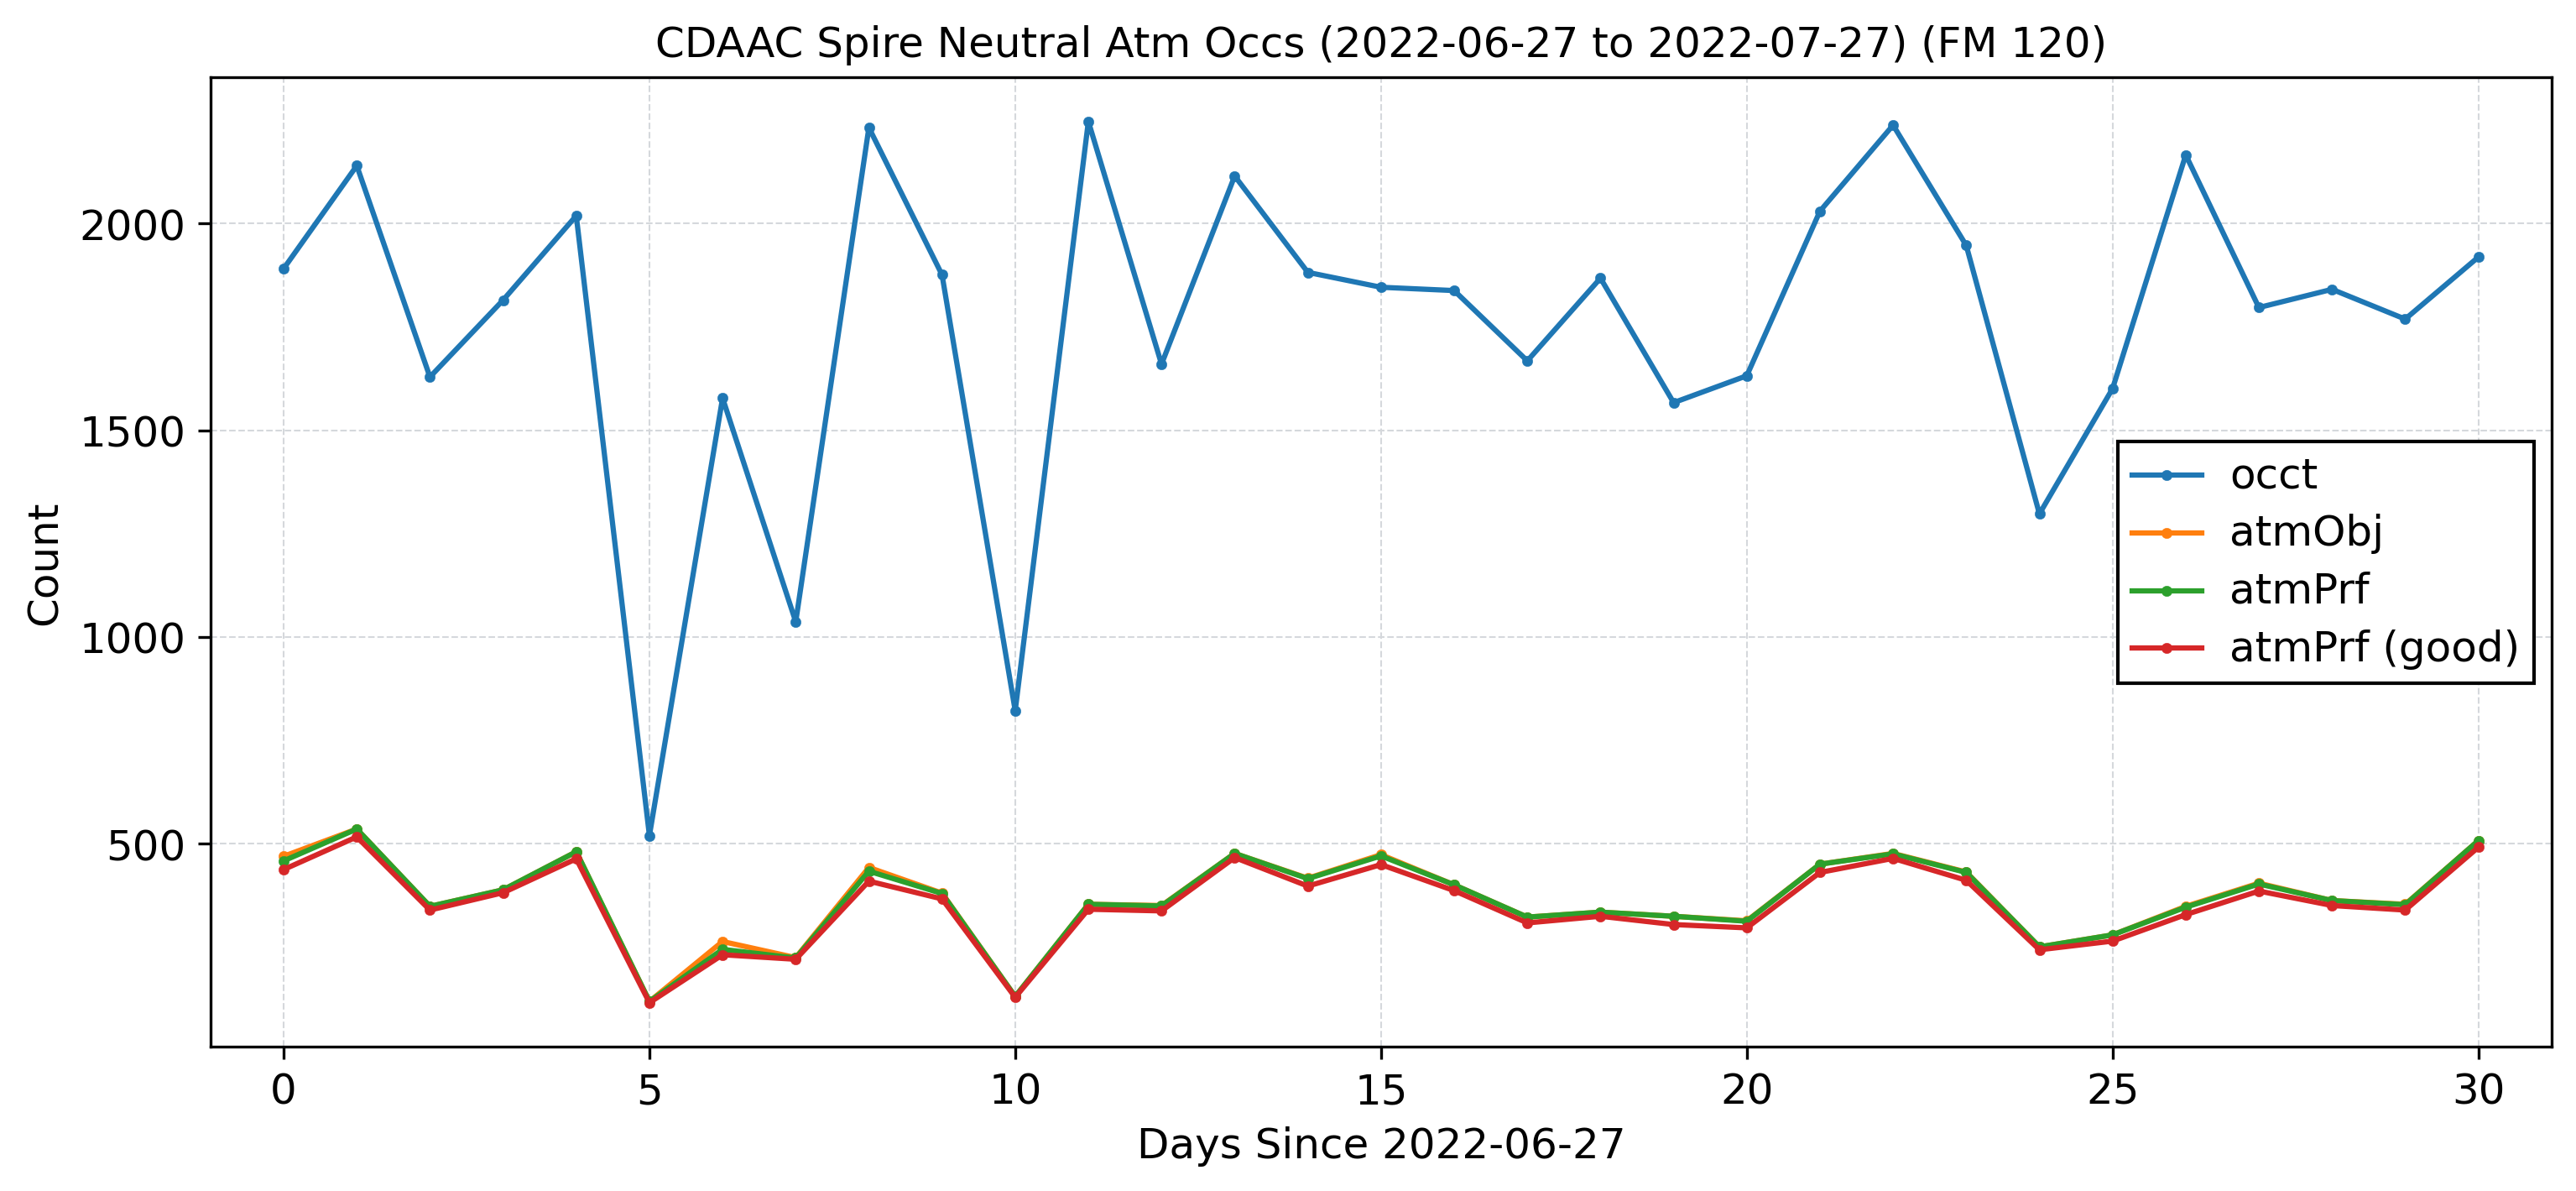 CDAAC Spire Neutral Atm Occs (2022-06-27 to 2022-07-27) (FM 120)
Count
2000
1500
1000
500
occt
atmObj
atmPrf
atmPrf (good)
0 5 10 15 20 25 30
Days Since 2022-06-27